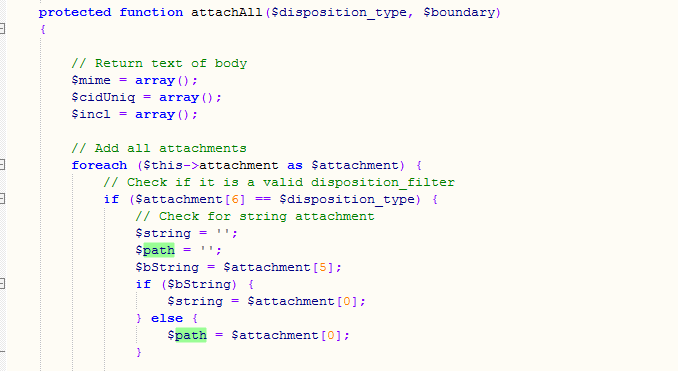 protected function attachAll($disposition_type, $boundary)
{
// Return text of body
$mime = array();
$cidUniq = array();
$incl = array();
// Add all attachments
foreach ($this->attachment as $attachment) {
// Check if it is a valid disposition_filter
if ($attachment[6] == $disposition_type) {
// Check for string attachment
$string = '';
$path = '';
$bString = $attachment[5];
if ($bString) {
$string = $attachment[0];
} else {
$path = $attachment[0];
}